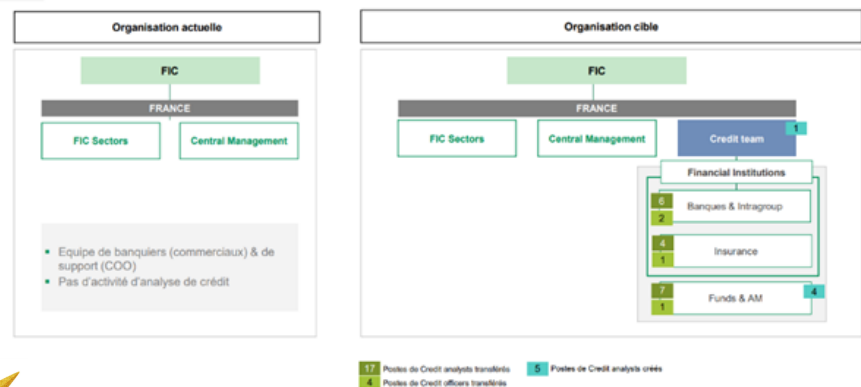 Organisation actuelle
FIC
FRANCE
FIC Sectors
Central Management
▪ Equipe de banquiers (commerciaux) & de
support (COO)
▪ Pas d'activité d'analyse de crédit
Organisation cible
FIC
FRANCE
FIC Sectors
Central Management
Credit team
1
Financial Institutions
6
2
Banques & Intragroup
4
1
Insurance
7
1
Funds & AM
4
17 Postes de Credit analysts transférés
5 Postes de Credit analysts créés
4 Postes de Credit officers transférés